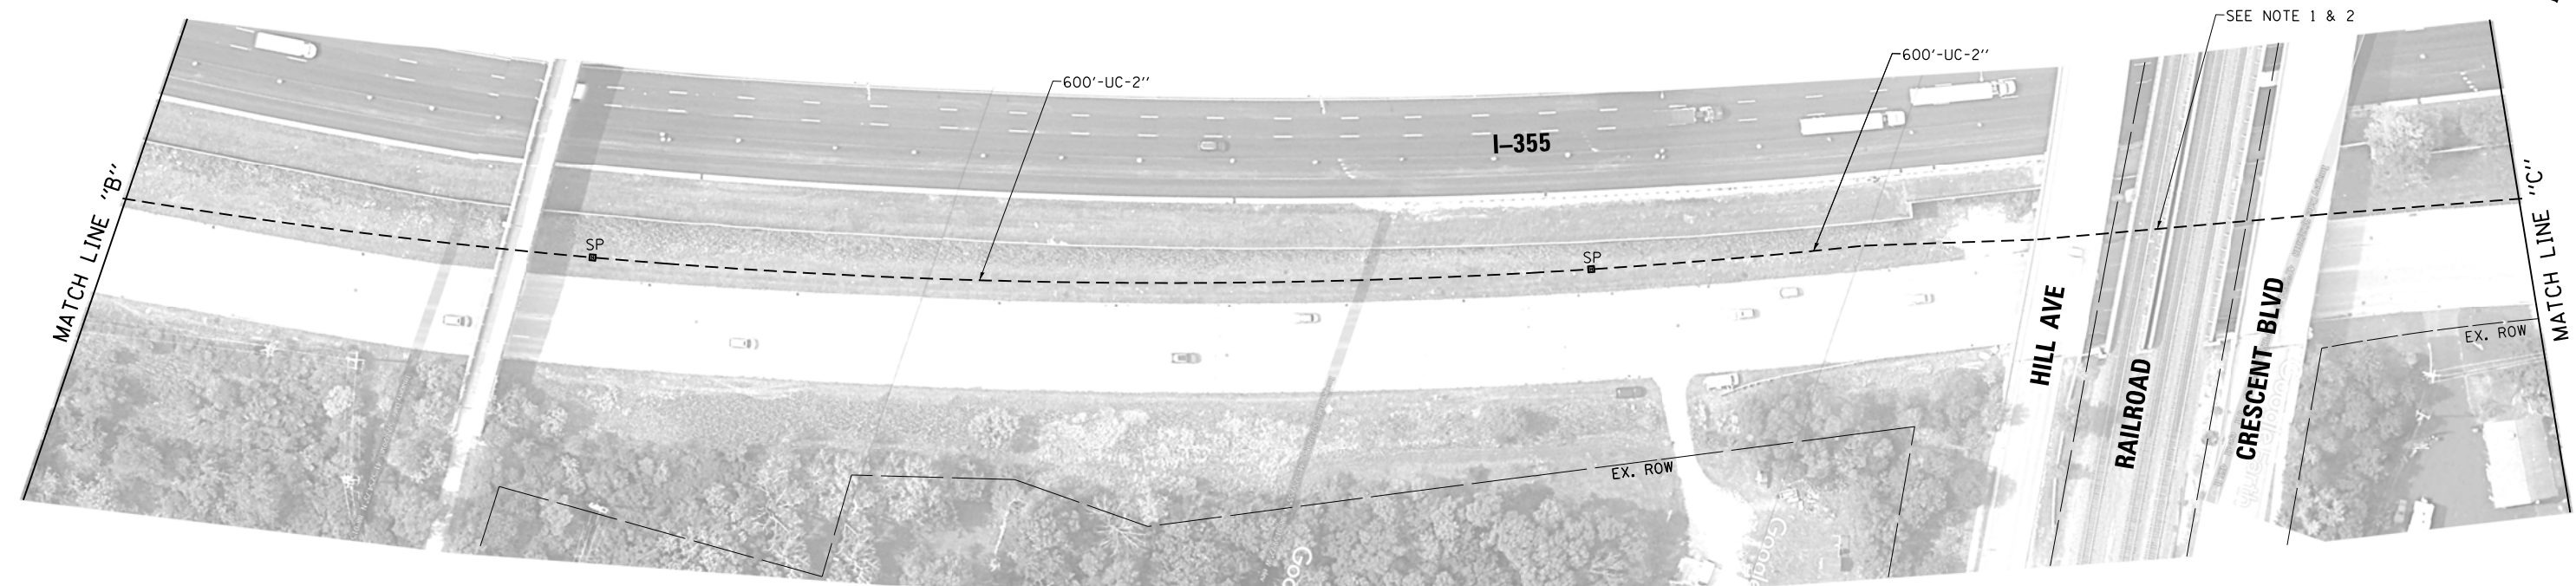 SEE NOTE 1 & 2
600'-UC-2"
600'-UC-2"
I-355
MATCH LINE "B"
MATCH LINE "C"
SP
SP
HILL AVE
RAILROAD
CRESCENT BLVD
EX. ROW
EX. ROW
Google